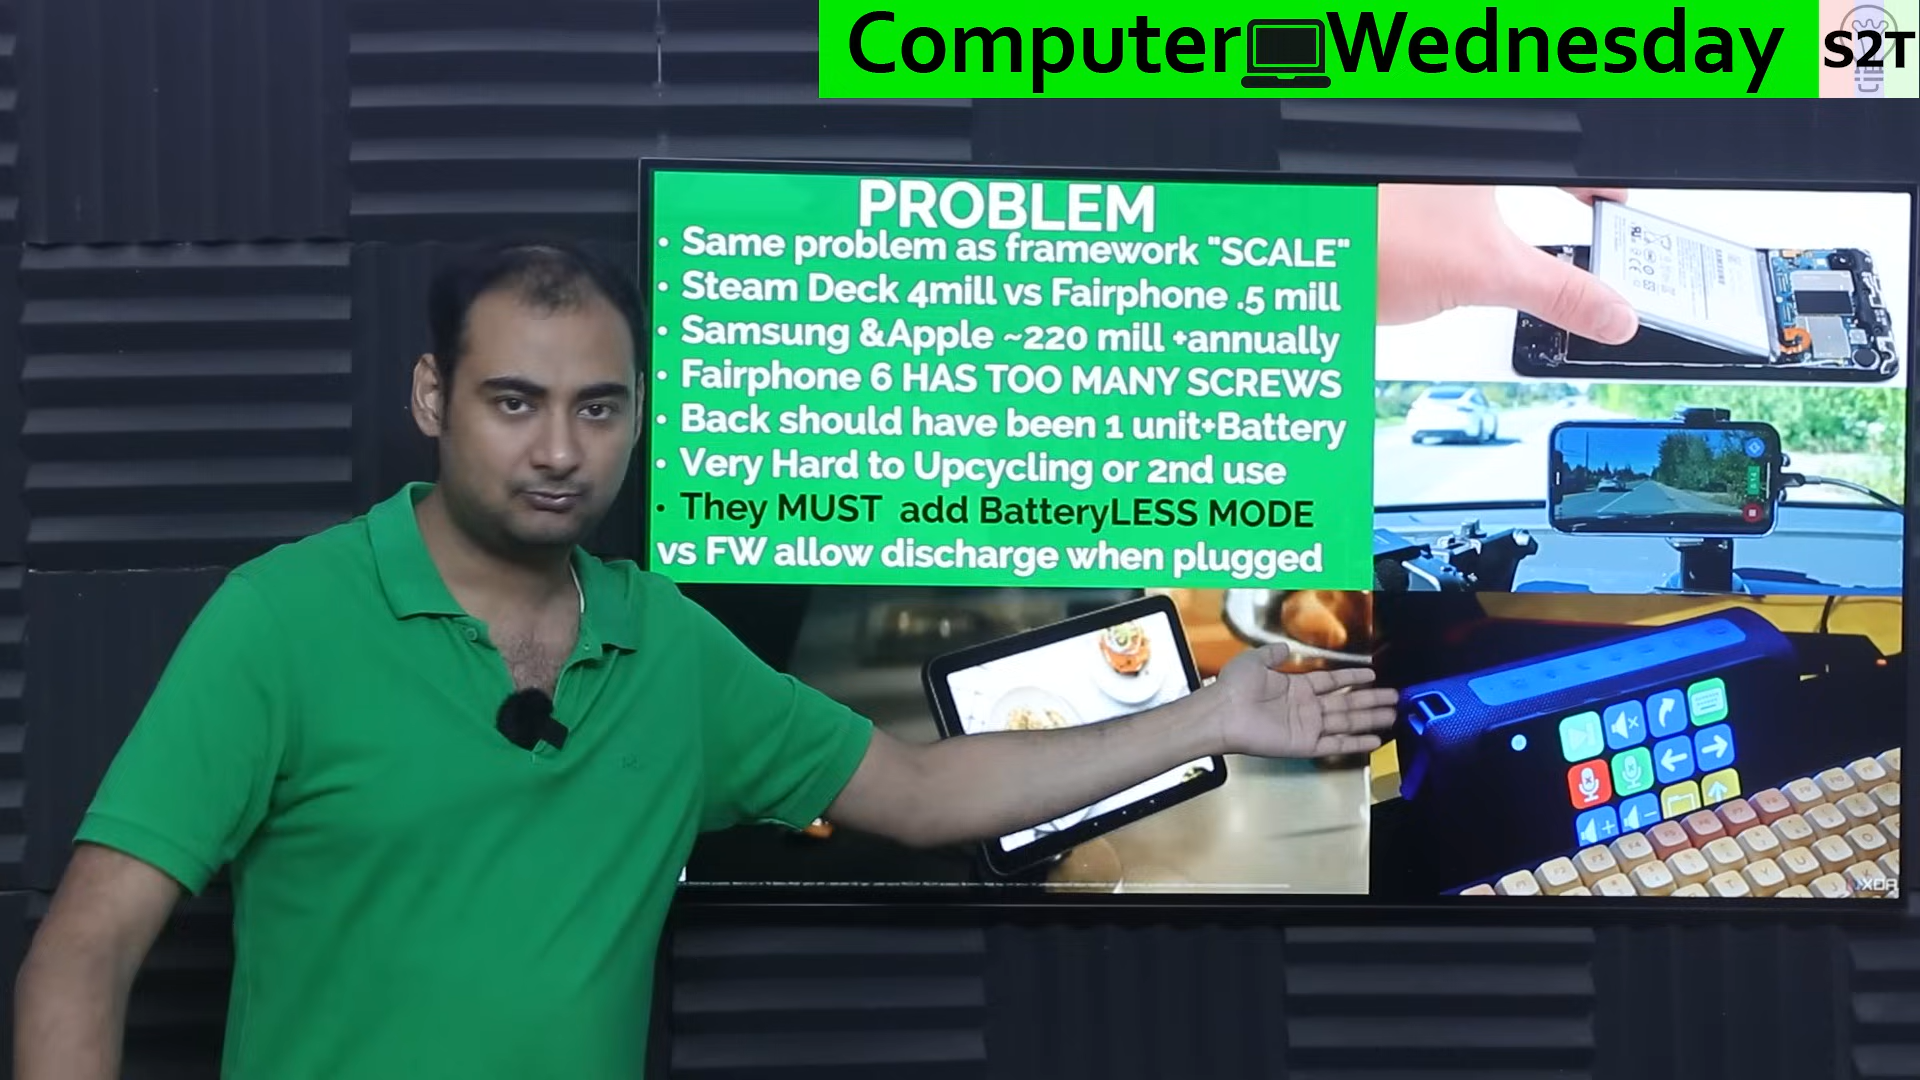 Computer Wednesday
S2T
PROBLEM
• Same problem as framework "SCALE"
• Steam Deck 4mill vs Fairphone .5 mill
• Samsung &Apple ~220 mill +annually
• Fairphone 6 HAS TOO MANY SCREWS
• Back should have been 1 unit+Battery
• Very Hard to Upcycling or 2nd use
• They MUST add BatteryLESS MODE
vs FW allow discharge when plugged
SAMSUNG
XDA